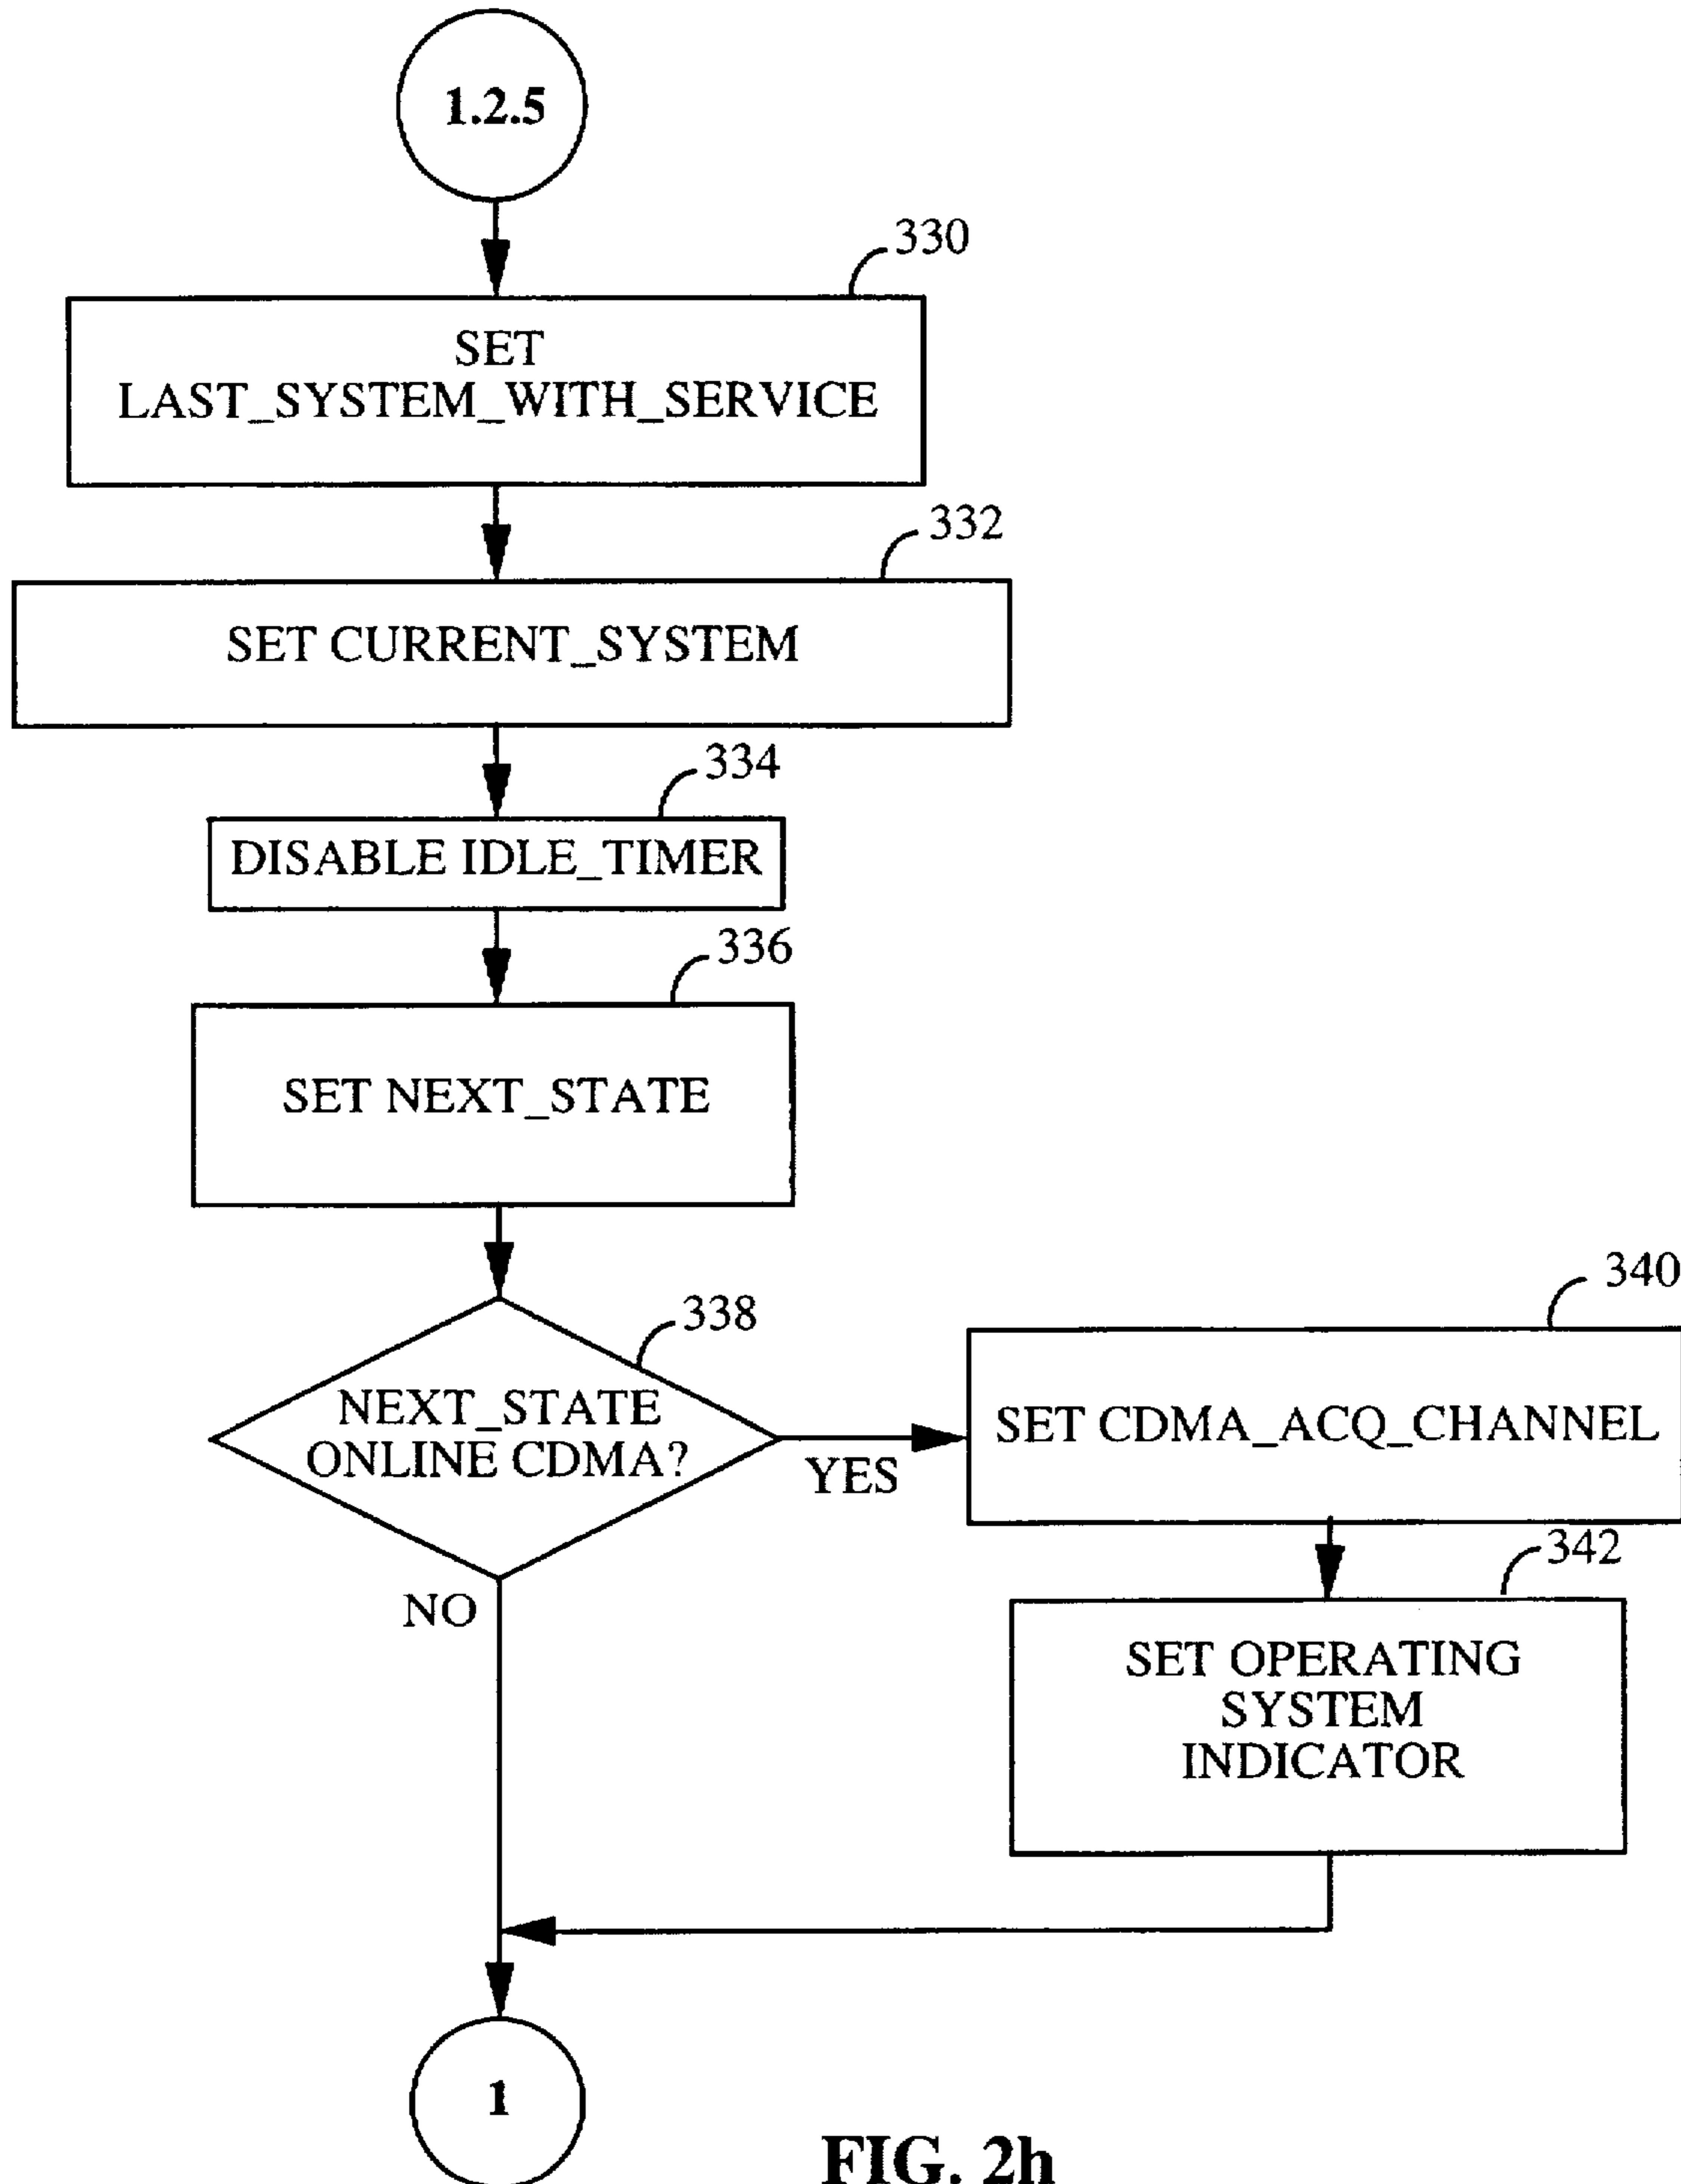 1.2.5
330
SET
LAST_SYSTEM_WITH_SERVICE
332
SET CURRENT_SYSTEM
334
DISABLE IDLE_TIMER
336
SET NEXT_STATE
338
NEXT_STATE
ONLINE CDMA?
YES
NO
340
SET CDMA_ACQ_CHANNEL
342
SET OPERATING
SYSTEM
INDICATOR
1
FIG. 2h